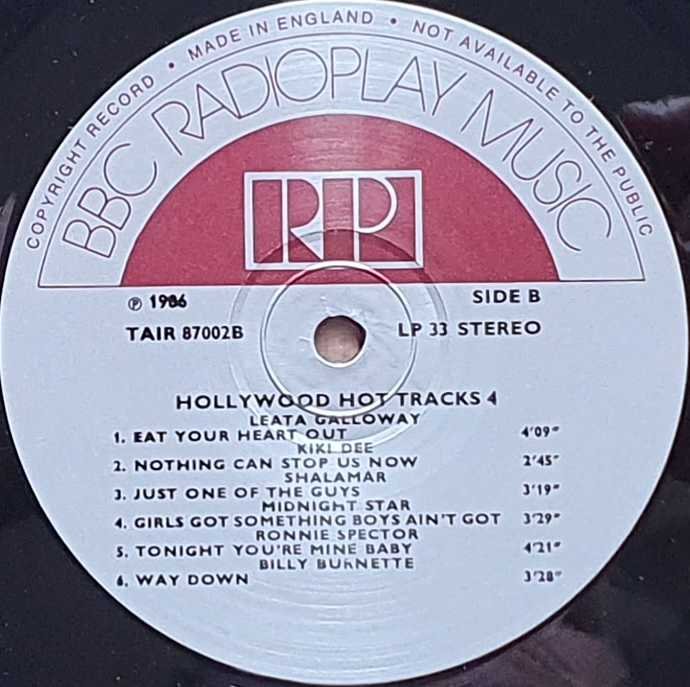 COPYRIGHT RECORD • MADE IN ENGLAND • NOT AVAILABLE TO THE PUBLIC
BBC RADIOPLAY MUSIC
RP
℗ 1986
SIDE B
TAIR 87002B
LP 33 STEREO
HOLLYWOOD HOT TRACKS 4
LEATA GALLOWAY
1. EAT YOUR HEART OUT 4'09"
KIKI DEE
2. NOTHING CAN STOP US NOW 2'45"
SHALAMAR
3. JUST ONE OF THE GUYS 3'19"
MIDNIGHT STAR
4. GIRLS GOT SOMETHING BOYS AIN'T GOT 3'29"
RONNIE SPECTOR
5. TONIGHT YOU'RE MINE BABY 4'21"
BILLY BURNETTE
6. WAY DOWN 3'28"